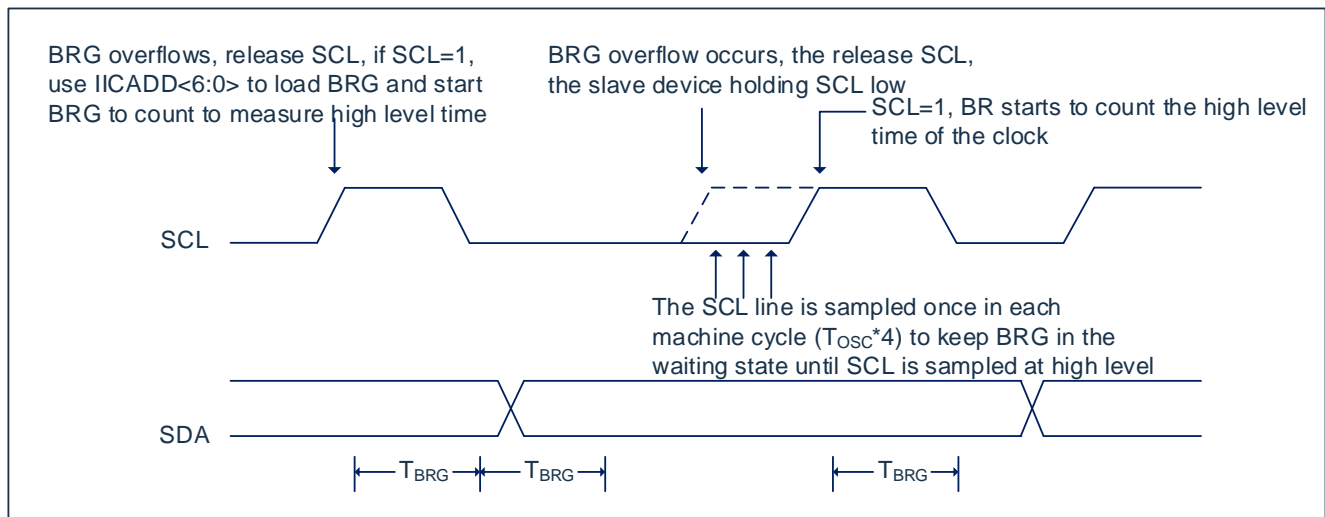 BRG overflows, release SCL, if SCL=1,
use IICADD<6:0> to load BRG and start
BRG to count to measure high level time
BRG overflow occurs, the release SCL,
the slave device holding SCL low
SCL=1, BR starts to count the high level
time of the clock
SCL
The SCL line is sampled once in each
machine cycle (TOSC*4) to keep BRG in the
waiting state until SCL is sampled at high level
SDA
TBRG
TBRG
TBRG